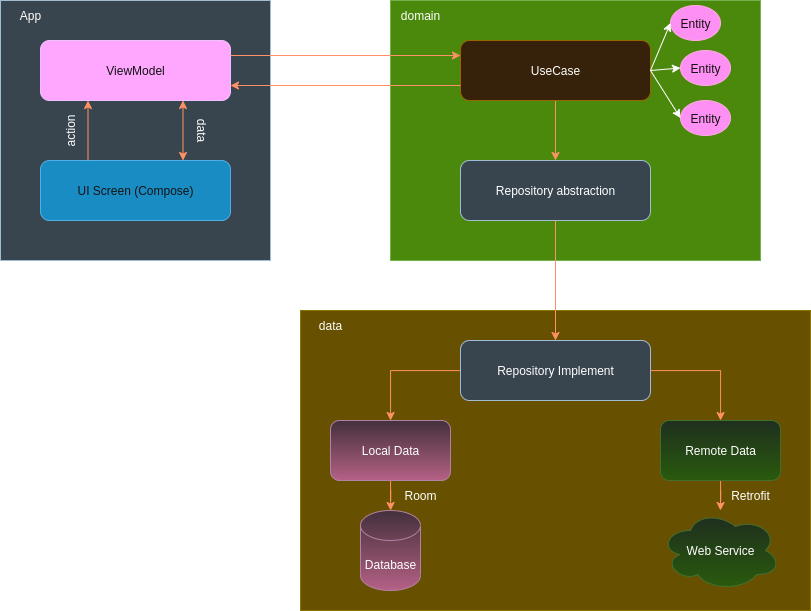 App
ViewModel
action
data
UI Screen (Compose)
domain
UseCase
Entity
Entity
Entity
Repository abstraction
data
Repository Implement
Local Data
Remote Data
Room
Retrofit
Database
Web Service